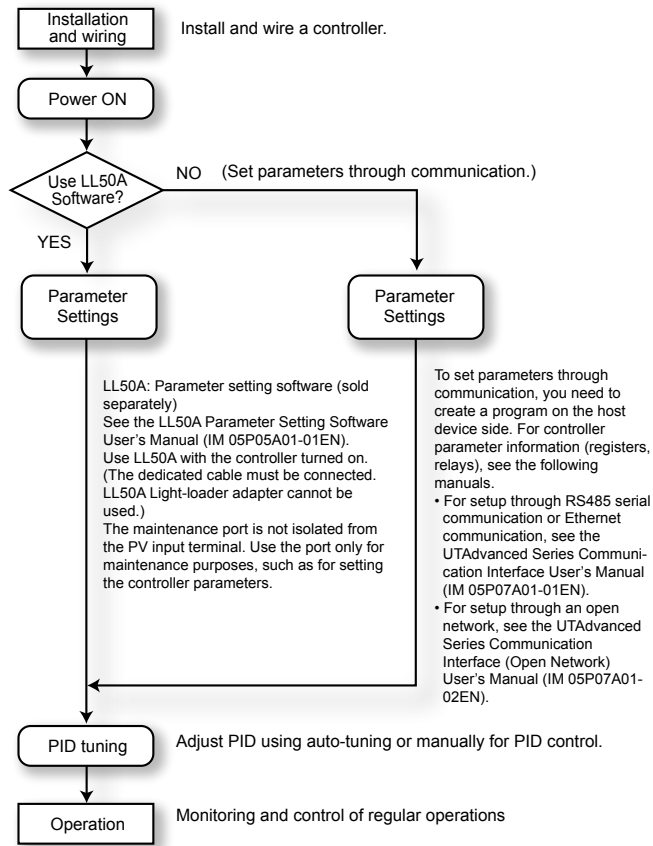 Installation
and wiring
Install and wire a controller.
Power ON
Use LL50A
Software?
NO (Set parameters through communication.)
YES
Parameter
Settings
Parameter
Settings
LL50A: Parameter setting software (sold
separately)
See the LL50A Parameter Setting Software
User's Manual (IM 05P05A01-01EN).
Use LL50A with the controller turned on.
(The dedicated cable must be connected.
LL50A Light-loader adapter cannot be
used.)
The maintenance port is not isolated from
the PV input terminal. Use the port only for
maintenance purposes, such as for setting
the controller parameters.
To set parameters through
communication, you need to
create a program on the host
device side. For controller
parameter information (registers,
relays), see the following
manuals.
• For setup through RS485 serial
communication or Ethernet
communication, see the
UTAdvanced Series Communi-
cation Interface User's Manual
(IM 05P07A01-01EN).
• For setup through an open
network, see the UTAdvanced
Series Communication
Interface (Open Network)
User's Manual (IM 05P07A01-
02EN).
PID tuning
Adjust PID using auto-tuning or manually for PID control.
Operation
Monitoring and control of regular operations